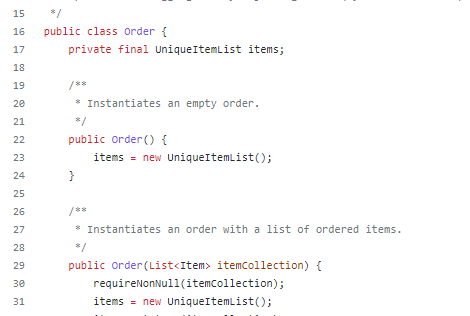 15 */
16 public class Order {
17 private final UniqueItemList items;
18
19 /**
20 * Instantiates an empty order.
21 */
22 public Order() {
23 items = new UniqueItemList();
24 }
25
26 /**
27 * Instantiates an order with a list of ordered items.
28 */
29 public Order(List<Item> itemCollection) {
30 requireNonNull(itemCollection);
31 items = new UniqueItemList();